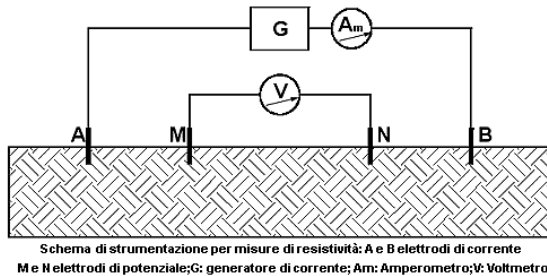 G Am
V
A M N B
Schema di strumentazione per misure di resistività: A e B elettrodi di corrente
M e N elettrodi di potenziale;G: generatore di corrente; Am: Amperometro;V: Voltmetro